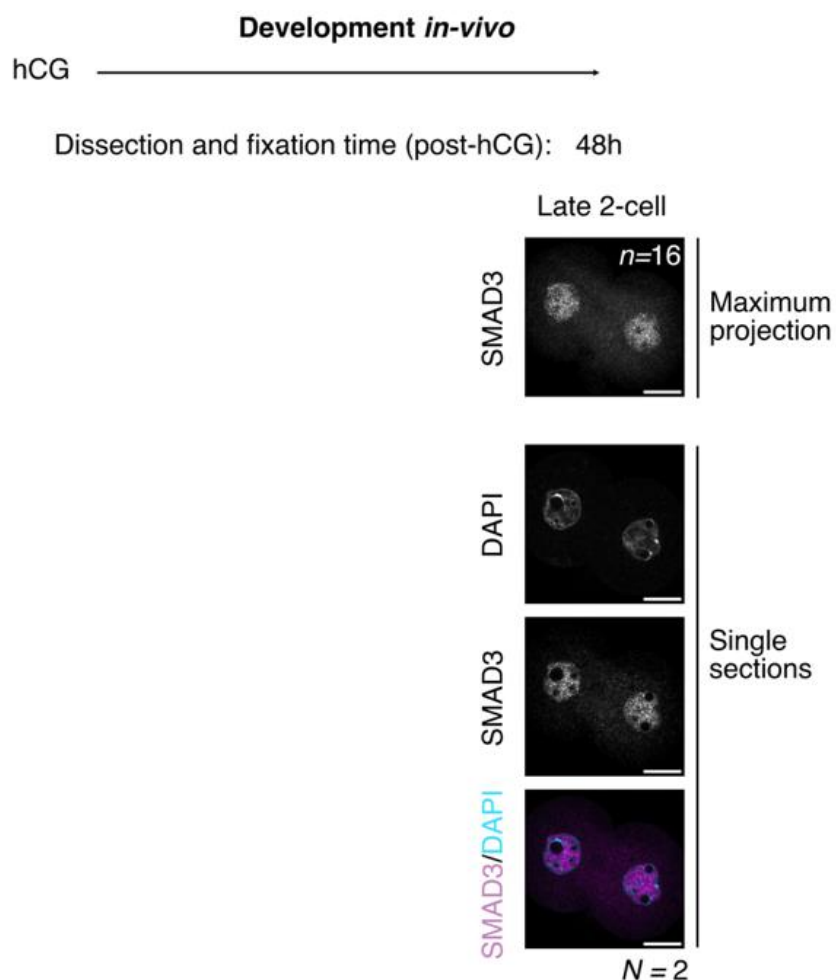 Development in-vivo
hCG
Dissection and fixation time (post-hCG): 48h
Late 2-cell
SMAD3
n=16
Maximum
projection
DAPI
SMAD3
Single
sections
SMAD3/DAPI
N = 2